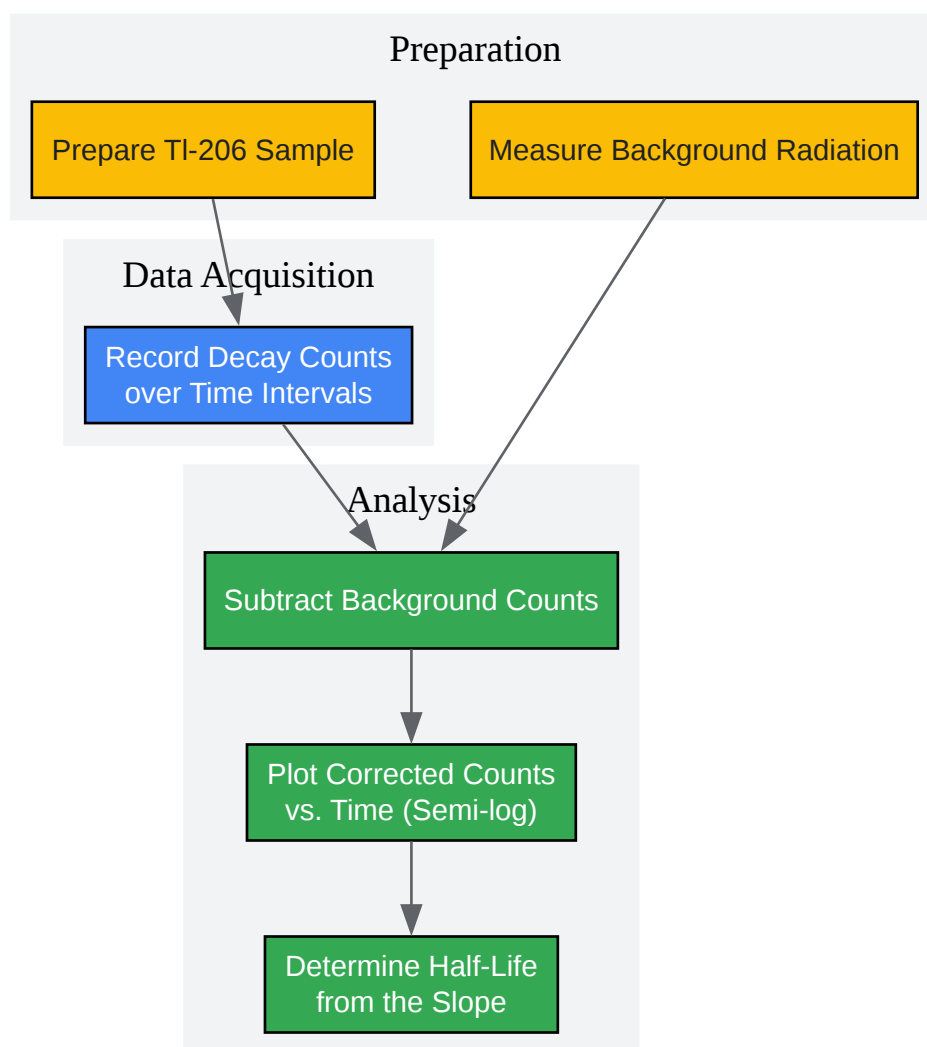 Preparation
Prepare Tl-206 Sample
Measure Background Radiation
Data Acquisition
Record Decay Counts
over Time Intervals
Analysis
Subtract Background Counts
Plot Corrected Counts
vs. Time (Semi-log)
Determine Half-Life
from the Slope